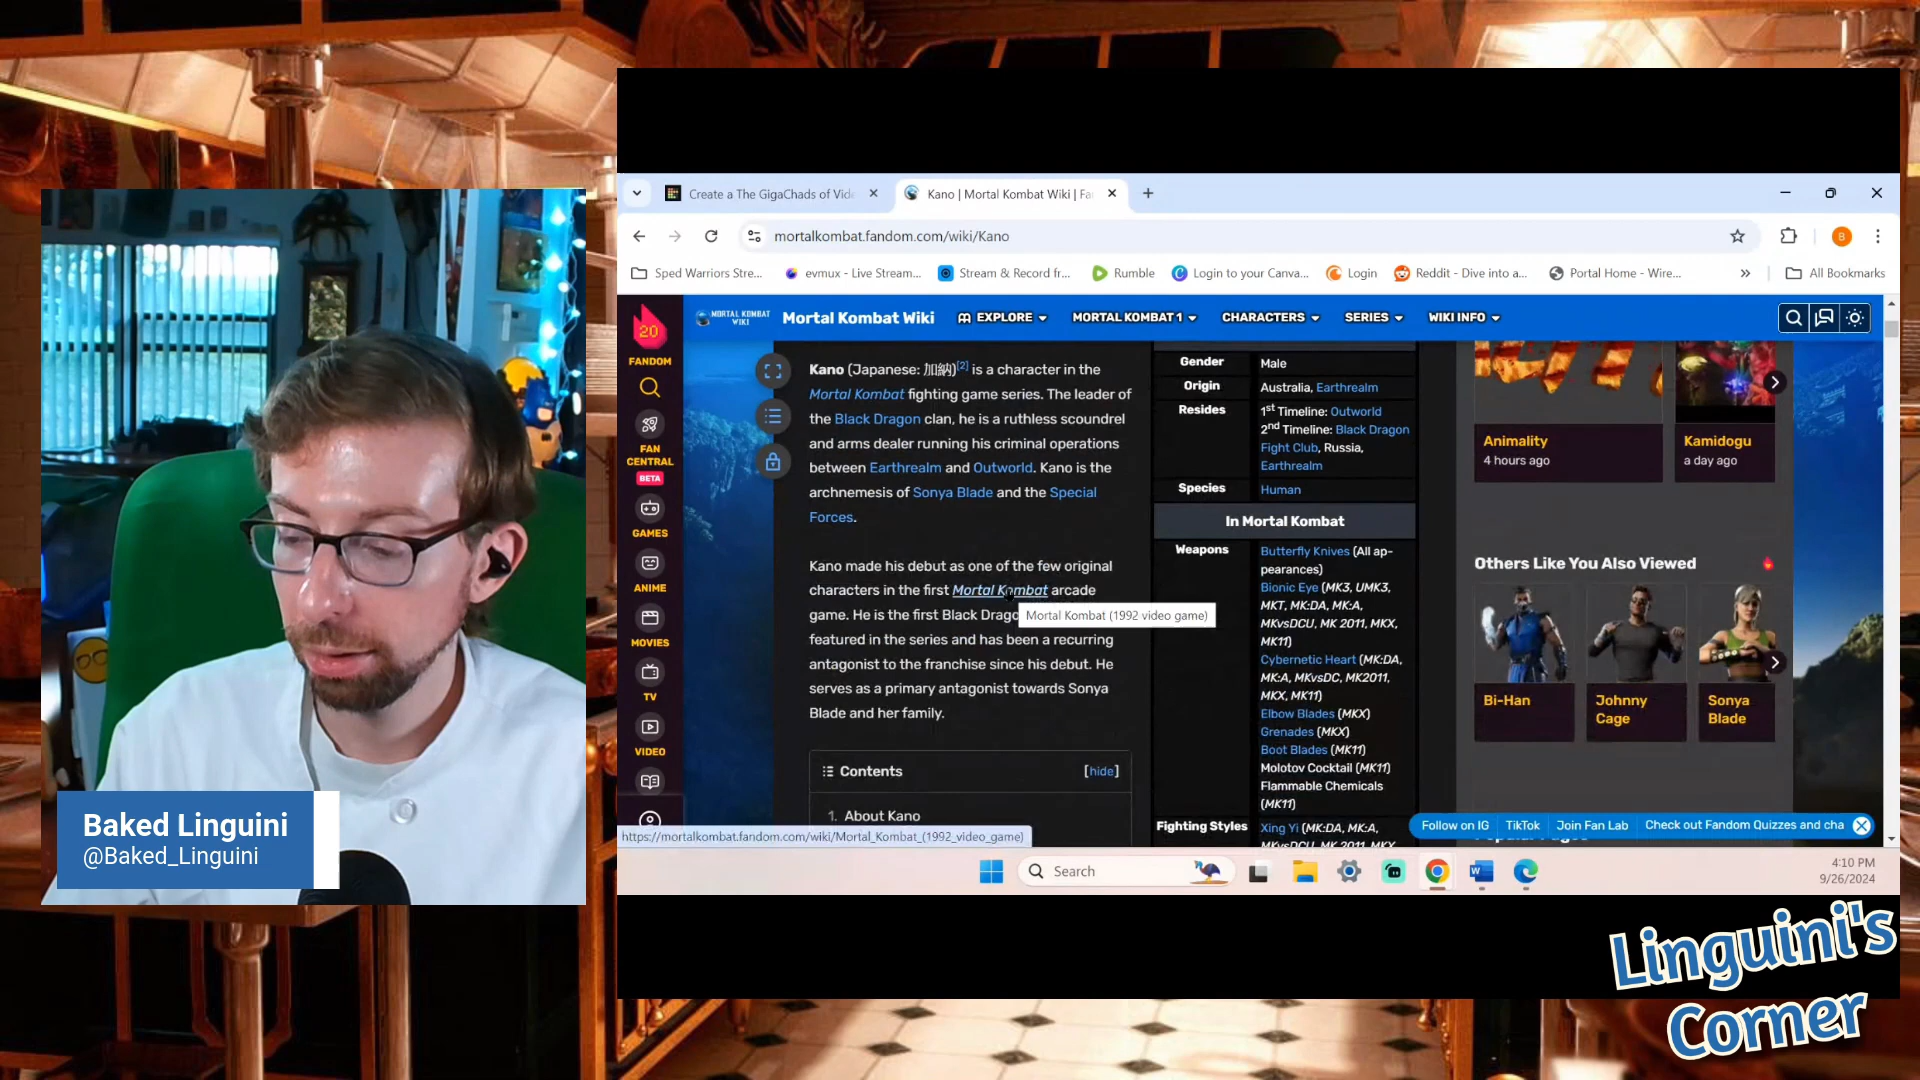 Create a The GigaChads of Vide
Kano | Mortal Kombat Wiki | Fa
mortalkombat.fandom.com/wiki/Kano
B
Sped Warriors Stre...
evmux - Live Stream...
Stream & Record fr...
Rumble
Login to your Canva...
Login
Reddit - Dive into a...
Portal Home - Wire...
All Bookmarks
20
FANDOM
FAN
CENTRAL
BETA
GAMES
ANIME
MOVIES
TV
VIDEO
MORTAL KOMBAT
WIKI
Mortal Kombat Wiki
EXPLORE
MORTAL KOMBAT 1
CHARACTERS
SERIES
WIKI INFO
Kano (Japanese: 加納)[2] is a character in the
Mortal Kombat fighting game series. The leader of
the Black Dragon clan, he is a ruthless scoundrel
and arms dealer running his criminal operations
between Earthrealm and Outworld. Kano is the
archnemesis of Sonya Blade and the Special
Forces.
Kano made his debut as one of the few original
characters in the first Mortal Kombat arcade
game. He is the first Black Drago
Mortal Kombat (1992 video game)
featured in the series and has been a recurring
antagonist to the franchise since his debut. He
serves as a primary antagonist towards Sonya
Blade and her family.
Contents
[hide]
1. About Kano
https://mortalkombat.fandom.com/wiki/Mortal_Kombat_(1992_video_game)
Gender
Male
Origin
Australia, Earthrealm
Resides
1st Timeline: Outworld
2nd Timeline: Black Dragon
Fight Club, Russia,
Earthrealm
Species
Human
In Mortal Kombat
Weapons
Butterfly Knives (All ap-
pearances)
Bionic Eye (MK3, UMK3,
MKT, MK:DA, MK:A,
MKvsDCU, MK 2011, MKX,
MK11)
Cybernetic Heart (MK:DA,
MK:A, MKvsDC, MK2011,
MKX, MK11)
Elbow Blades (MKX)
Grenades (MKX)
Boot Blades (MK11)
Molotov Cocktail (MK11)
Flammable Chemicals
(MK11)
Fighting Styles
Xing Yi (MK:DA, MK:A,
MKvsDCU, MK 2011, MKX
Animality
4 hours ago
Kamidogu
a day ago
Others Like You Also Viewed
Bi-Han
Johnny
Cage
Sonya
Blade
Follow on IG
TikTok
Join Fan Lab
Check out Fandom Quizzes and cha
Search
4:10 PM
9/26/2024
Baked Linguini
@Baked_Linguini
Linguini's
Corner